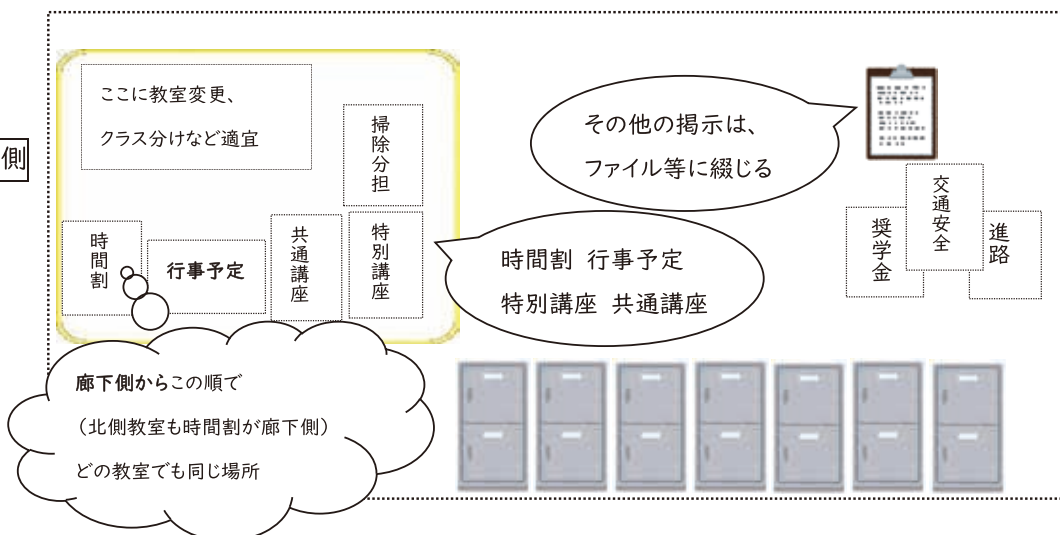 側
ここに教室変更、
クラス分けなど適宜
掃除分担
時間割
行事予定
共通講座
特別講座
その他の掲示は、
ファイル等に綴じる
時間割 行事予定
特別講座 共通講座
奨学金
交通安全
進路
廊下側からこの順で
（北側教室も時間割が廊下側）
どの教室でも同じ場所